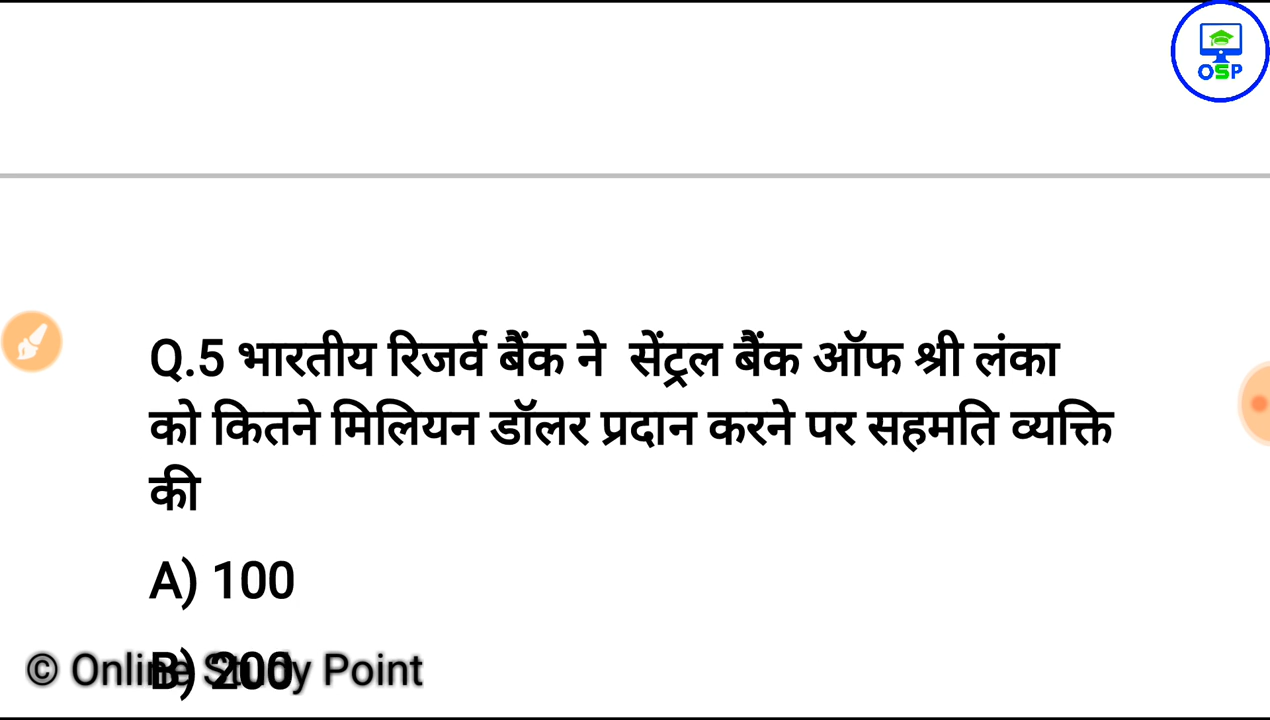 OSP
Q.5 भारतीय रिजर्व बैंक ने सेंट्रल बैंक ऑफ श्री लंका
को कितने मिलियन डॉलर प्रदान करने पर सहमति व्यक्ति
की
A) 100
B) 200
© Online Study Point